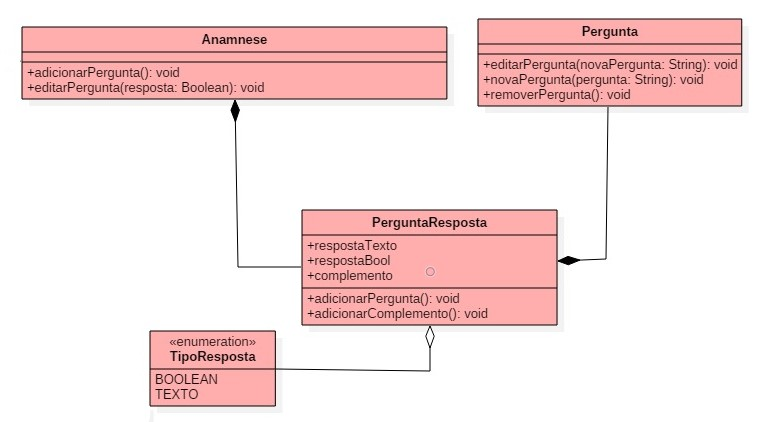 Anamnese
+adicionarPergunta(): void
+editarPergunta(resposta: Boolean): void
Pergunta
+editarPergunta(novaPergunta: String): void
+novaPergunta(pergunta: String): void
+removerPergunta(): void
PerguntaResposta
+respostaTexto
+respostaBool
+complemento
+adicionarPergunta(): void
+adicionarComplemento(): void
«enumeration»
TipoResposta
BOOLEAN
TEXTO